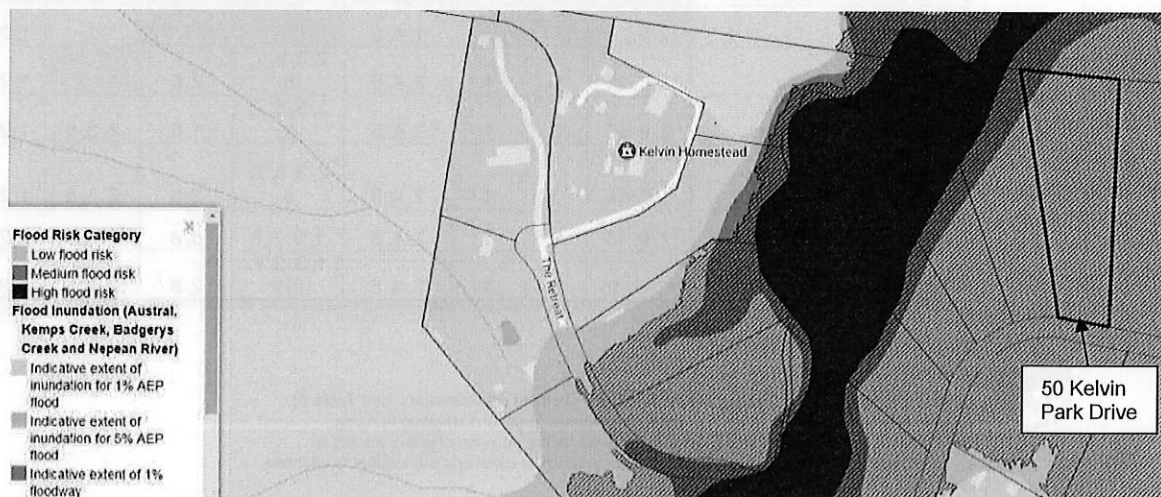 Kelvin Homestead
The Retreat
Flood Risk Category
Low flood risk
Medium flood risk
High flood risk
Flood Inundation (Austral,
Kemps Creek, Badgerys
Creek and Nepean River)
Indicative extent of
inundation for 1% AEP
flood
Indicative extent of
inundation for 5% AEP
flood
Indicative extent of 1%
floodway
50 Kelvin
Park Drive